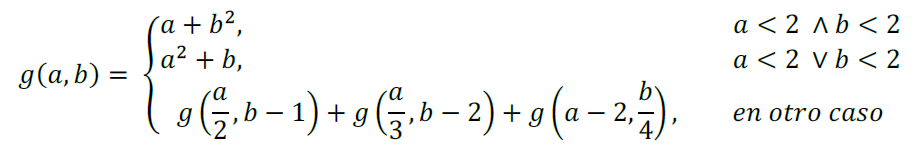 a + b², a < 2 ∧ b < 2
g(a, b) = { a² + b, a < 2 ∨ b < 2
g(a/2, b − 1) + g(a/3, b − 2) + g(a − 2, b/4), en otro caso